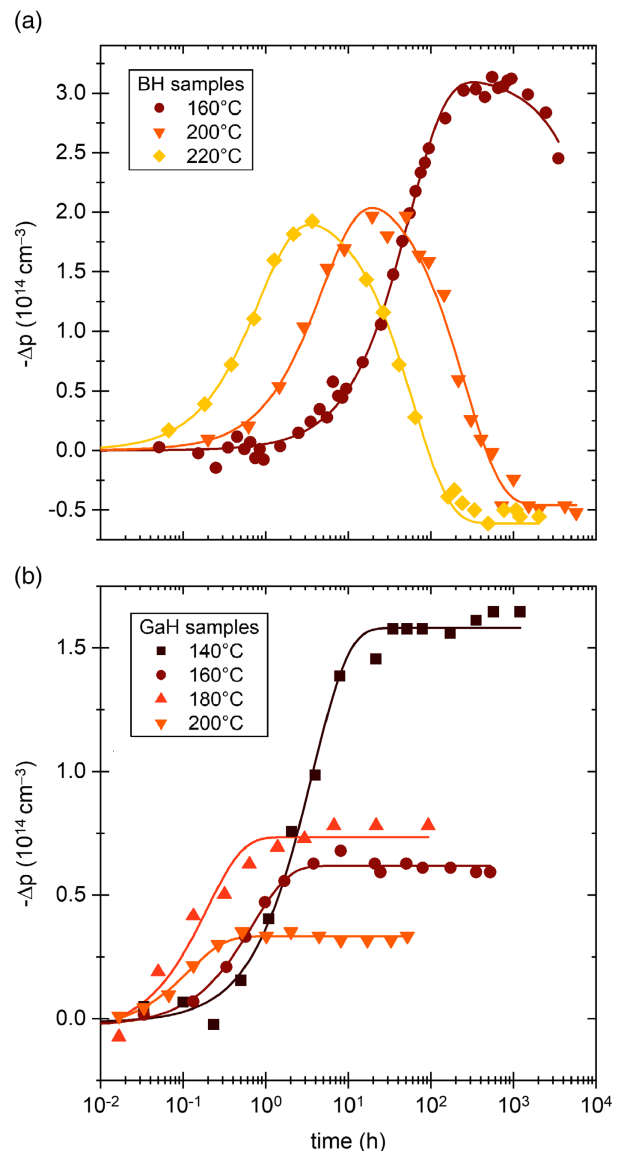 (a)
BH samples
160°C
200°C
220°C
3.0
2.5
2.0
1.5
1.0
0.5
0.0
-0.5
-Δp (10¹⁴ cm⁻³)
(b)
GaH samples
140°C
160°C
180°C
200°C
1.5
1.0
0.5
0.0
-Δp (10¹⁴ cm⁻³)
10⁻² 10⁻¹ 10⁰ 10¹ 10² 10³ 10⁴
time (h)